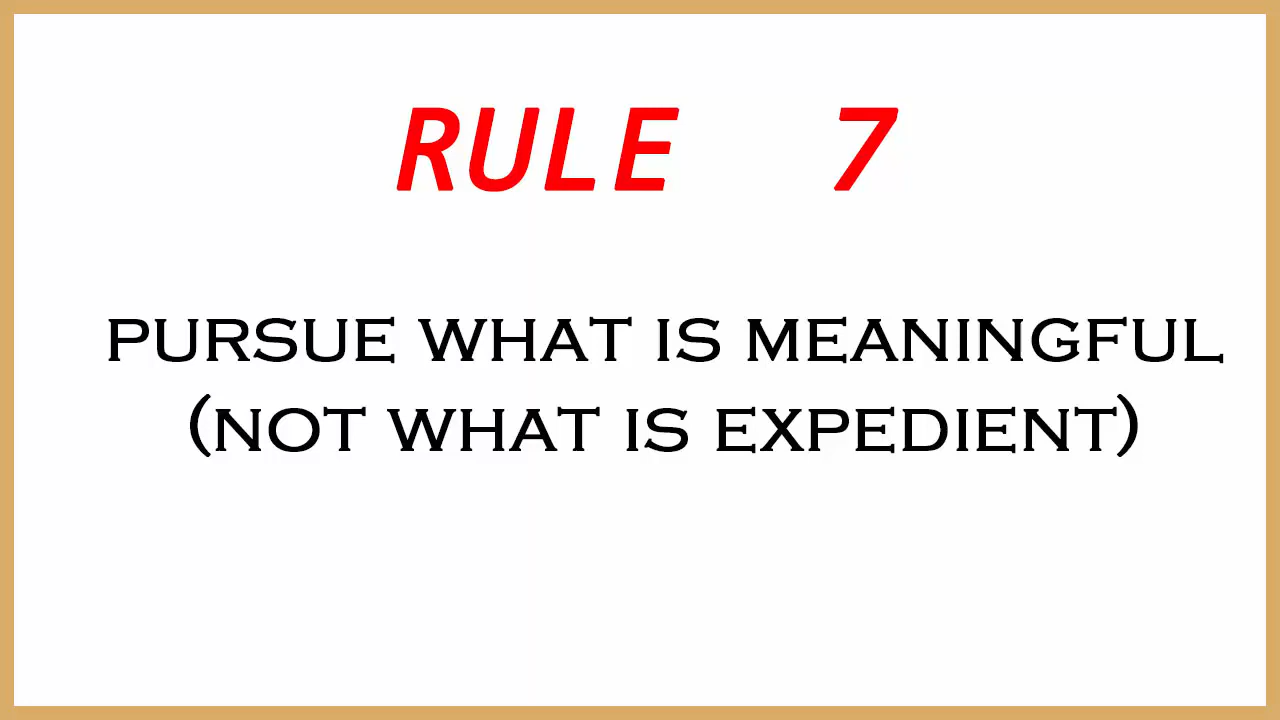 RULE 7
PURSUE WHAT IS MEANINGFUL
(NOT WHAT IS EXPEDIENT)